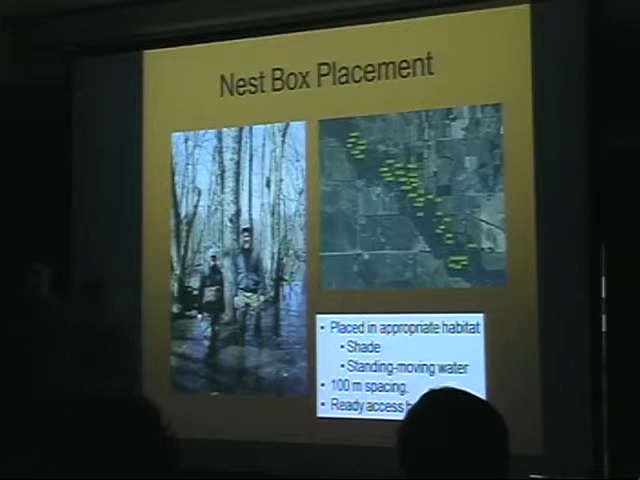 Nest Box Placement
• Placed in appropriate habitat
• Shade
• Standing-moving water
• 100 m spacing.
• Ready access